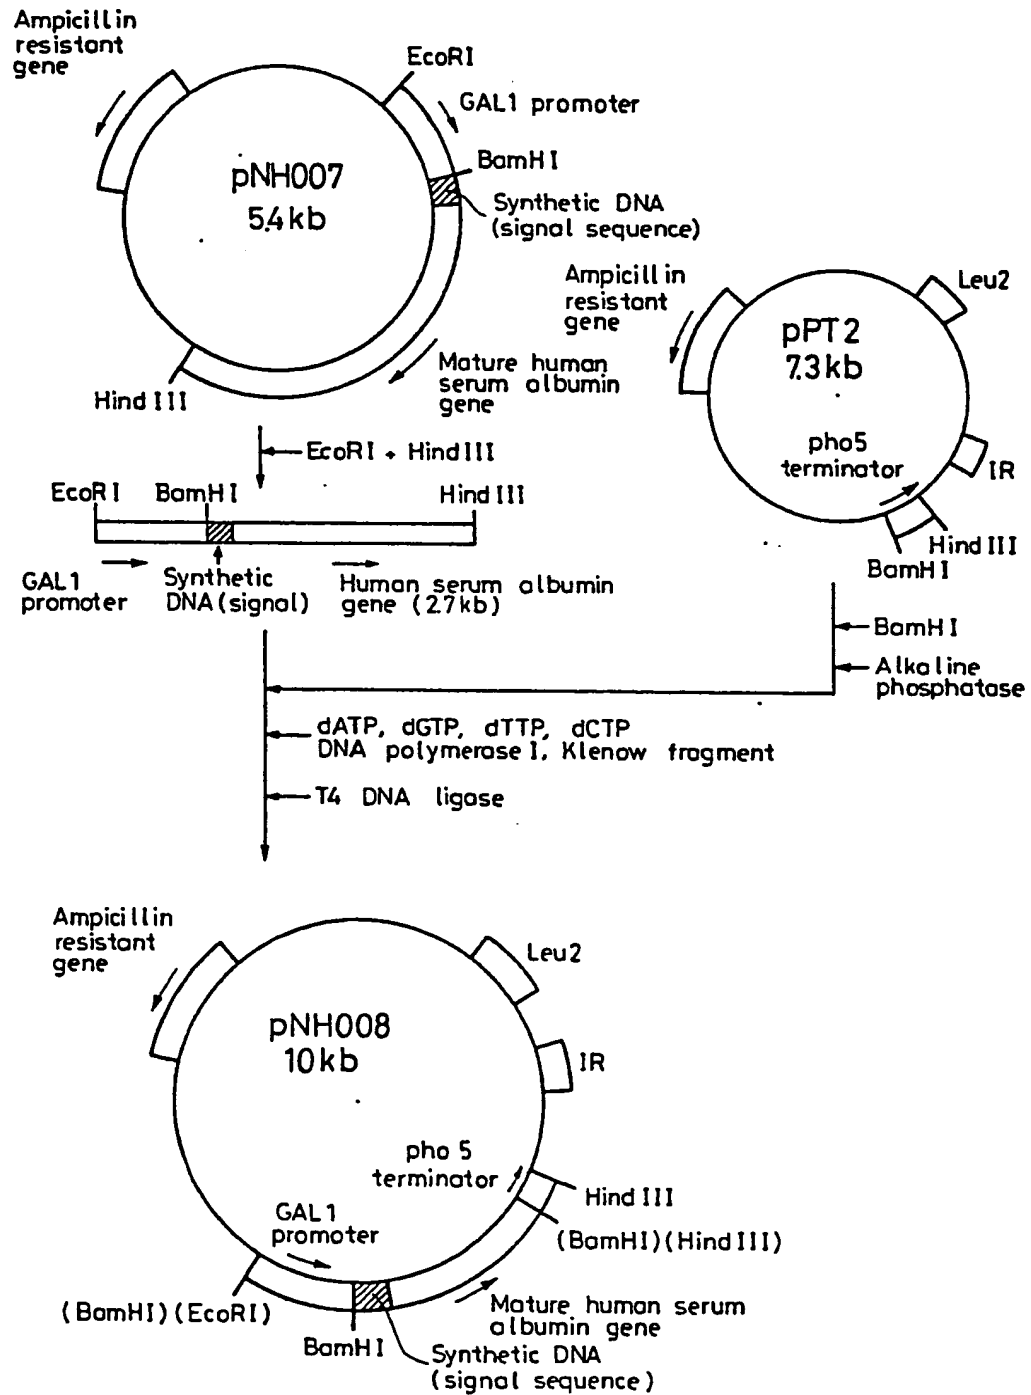 Ampicillin
resistant
gene
EcoRI
GAL1 promoter
pNH007
5.4kb
BamHI
Synthetic DNA
(signal sequence)
Mature human
serum albumin
gene
Hind III
Ampicillin
resistant
gene
Leu2
pPT2
7.3kb
pho5
terminator
IR
Hind III
BamHI
EcoRI + HindIII
EcoRI BamHI Hind III
GAL1
promoter
Synthetic
DNA(signal)
Human serum albumin
gene (2.7kb)
BamHI
Alkaline
phosphatase
dATP, dGTP, dTTP, dCTP
DNA polymerase I, Klenow fragment
T4 DNA ligase
Ampicillin
resistant
gene
Leu2
pNH008
10kb
IR
pho 5
terminator
Hind III
(BamHI)(HindIII)
GAL1
promoter
(BamHI)(EcoRI)
BamHI
Mature human serum
albumin gene
Synthetic DNA
(signal sequence)